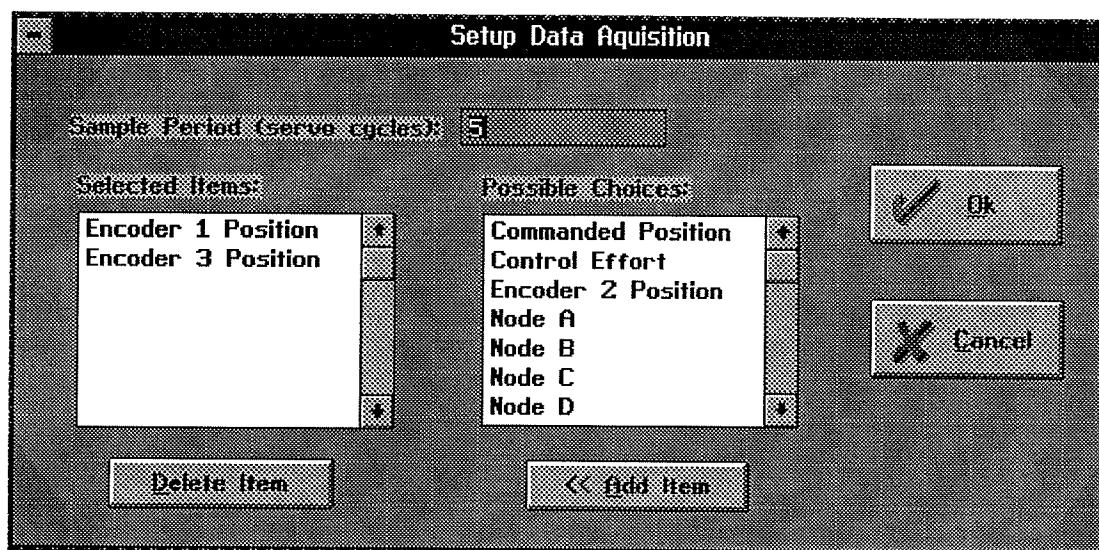 Setup Data Aquisition
Sample Period (servo cycles): 5
Selected Items:
Encoder 1 Position
Encoder 3 Position
Possible Choices:
Commanded Position
Control Effort
Encoder 2 Position
Node A
Node B
Node C
Node D
Ok
Cancel
Delete Item
<< Add Item